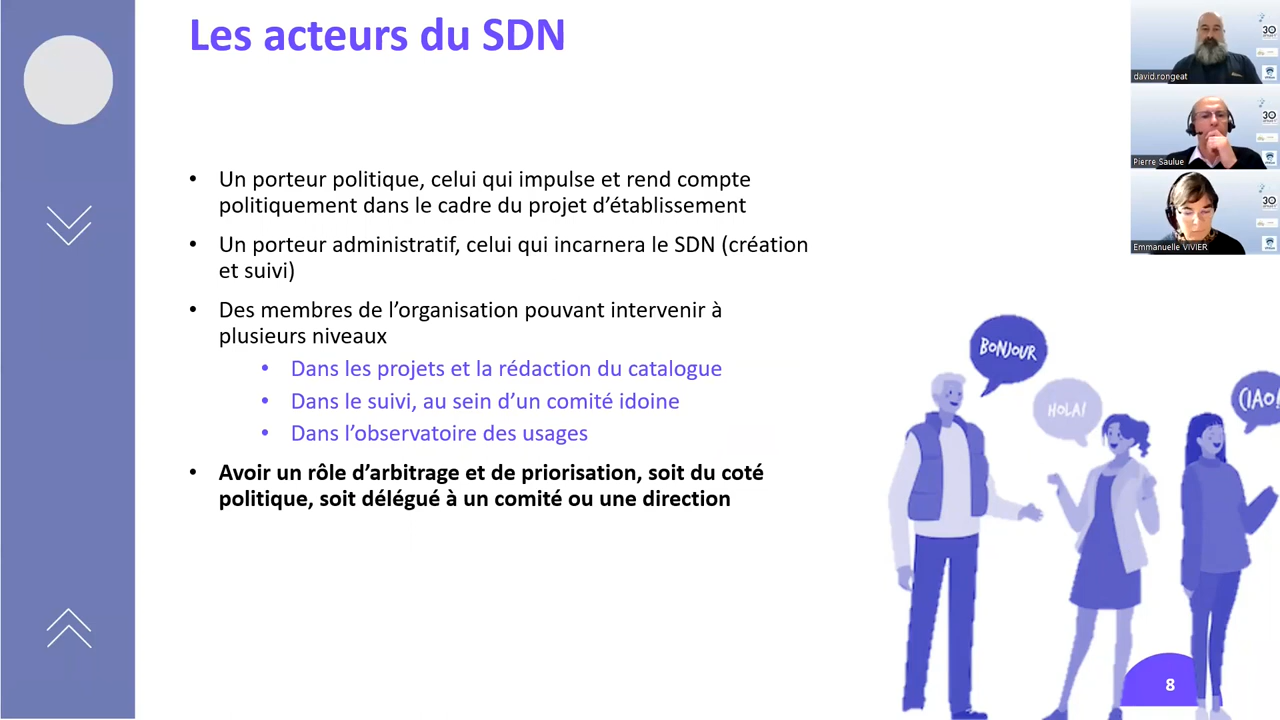 Les acteurs du SDN
• Un porteur politique, celui qui impulse et rend compte
politiquement dans le cadre du projet d’établissement
• Un porteur administratif, celui qui incarnera le SDN (création
et suivi)
• Des membres de l’organisation pouvant intervenir à
plusieurs niveaux
• Dans les projets et la rédaction du catalogue
• Dans le suivi, au sein d’un comité idoine
• Dans l’observatoire des usages
• Avoir un rôle d’arbitrage et de priorisation, soit du coté
politique, soit délégué à un comité ou une direction
david.rongeat
30
Pierre Saulue
30
Emmanuelle VIVIER
30
BONJOUR
HOLA!
CIAO!
8